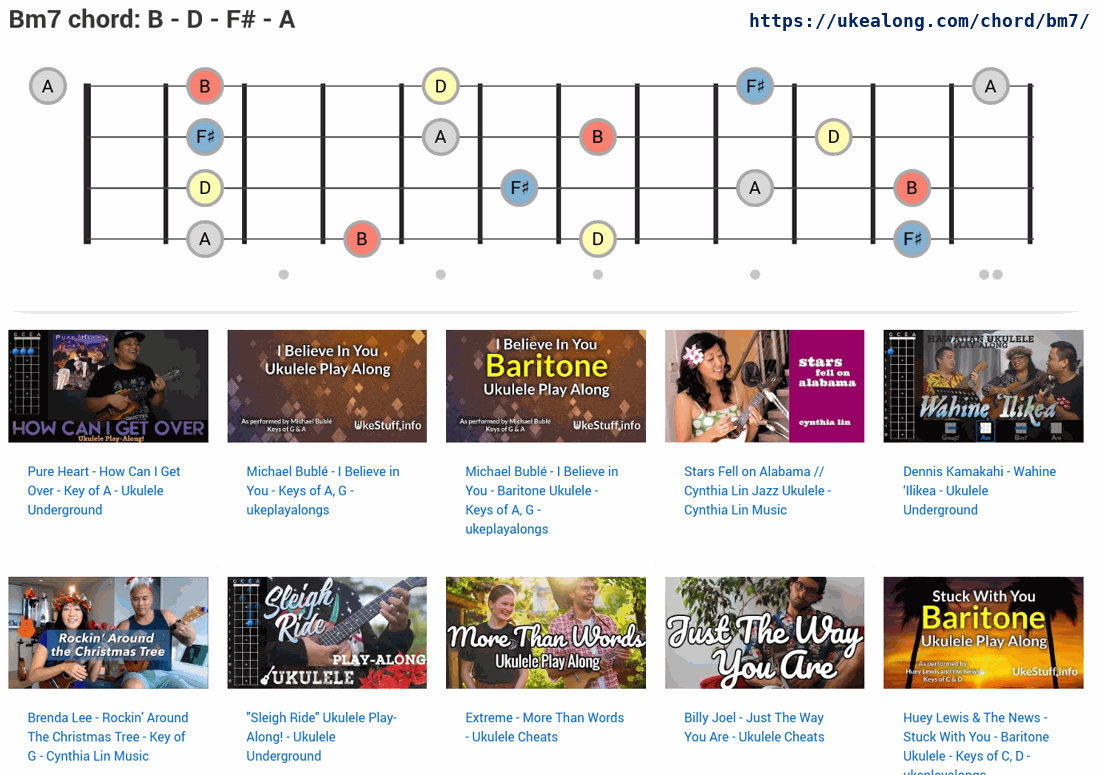 Bm7 chord: B - D - F# - A
https://ukealong.com/chord/bm7/
A B D F♯ A
F♯ A B D
D F♯ A B
A B D F♯
G C E A
PURE HEART
HOW CAN I GET OVER
Ukulele Play-Along!
I Believe In You
Ukulele Play Along
As performed by Michael Bublé
Keys of G & A
UkeStuff.info
I Believe In You
Baritone
Ukulele Play Along
As performed by Michael Bublé
Keys of G & A
UkeStuff.info
stars
fell on
alabama
cynthia lin
G C E A
HAWAIIAN UKULELE
PLAY-ALONG
Wahine 'Ilikea
Gmaj7 Am Bm7 Am
Pure Heart - How Can I Get
Over - Key of A - Ukulele
Underground
Michael Bublé - I Believe in
You - Keys of A, G -
ukeplayalongs
Michael Bublé - I Believe in
You - Baritone Ukulele -
Keys of A, G -
ukeplayalongs
Stars Fell on Alabama //
Cynthia Lin Jazz Ukulele -
Cynthia Lin Music
Dennis Kamakahi - Wahine
‘Ilikea - Ukulele
Underground
Rockin' Around
the Christmas Tree
G C E A
Sleigh
Ride
PLAY-ALONG
UKULELE
More Than Words
Ukulele Play Along
Just The Way
You Are
Stuck With You
Baritone
Ukulele Play Along
As performed by
Huey Lewis and the News
Keys of C & D
UkeStuff.info
Brenda Lee - Rockin’ Around
The Christmas Tree - Key of
G - Cynthia Lin Music
"Sleigh Ride" Ukulele Play-
Along! - Ukulele
Underground
Extreme - More Than Words
- Ukulele Cheats
Billy Joel - Just The Way
You Are - Ukulele Cheats
Huey Lewis & The News -
Stuck With You - Baritone
Ukulele - Keys of C, D -
ukeplayalongs